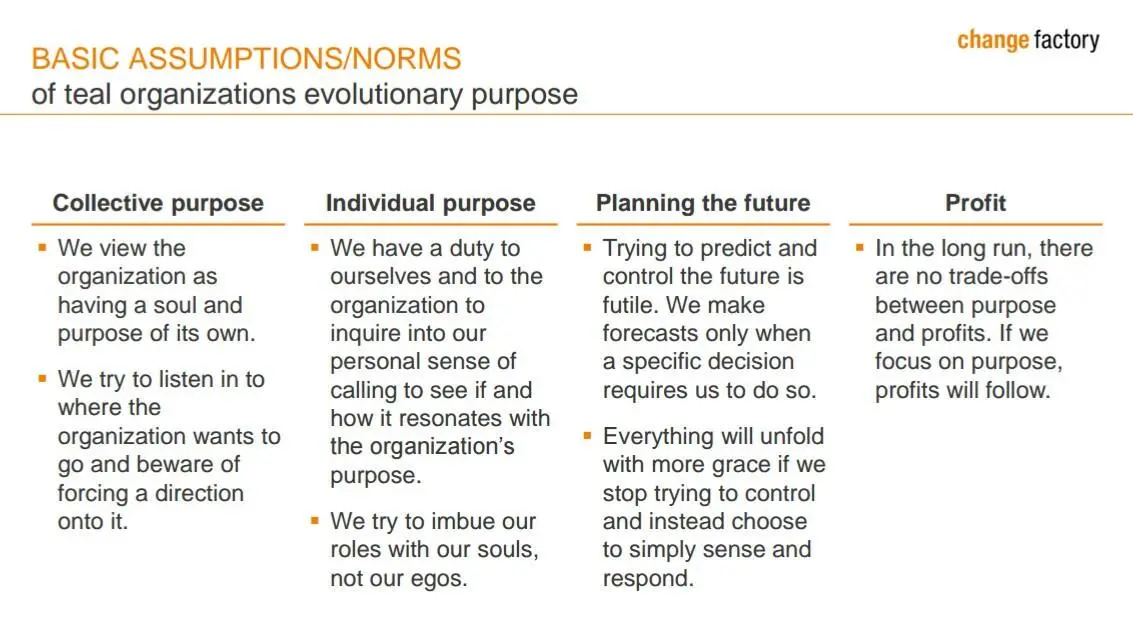 change factory
BASIC ASSUMPTIONS/NORMS
of teal organizations evolutionary purpose
Collective purpose
▪ We view the
organization as
having a soul and
purpose of its own.
▪ We try to listen in to
where the
organization wants to
go and beware of
forcing a direction
onto it.
Individual purpose
▪ We have a duty to
ourselves and to the
organization to
inquire into our
personal sense of
calling to see if and
how it resonates with
the organization’s
purpose.
▪ We try to imbue our
roles with our souls,
not our egos.
Planning the future
▪ Trying to predict and
control the future is
futile. We make
forecasts only when
a specific decision
requires us to do so.
▪ Everything will unfold
with more grace if we
stop trying to control
and instead choose
to simply sense and
respond.
Profit
▪ In the long run, there
are no trade-offs
between purpose
and profits. If we
focus on purpose,
profits will follow.